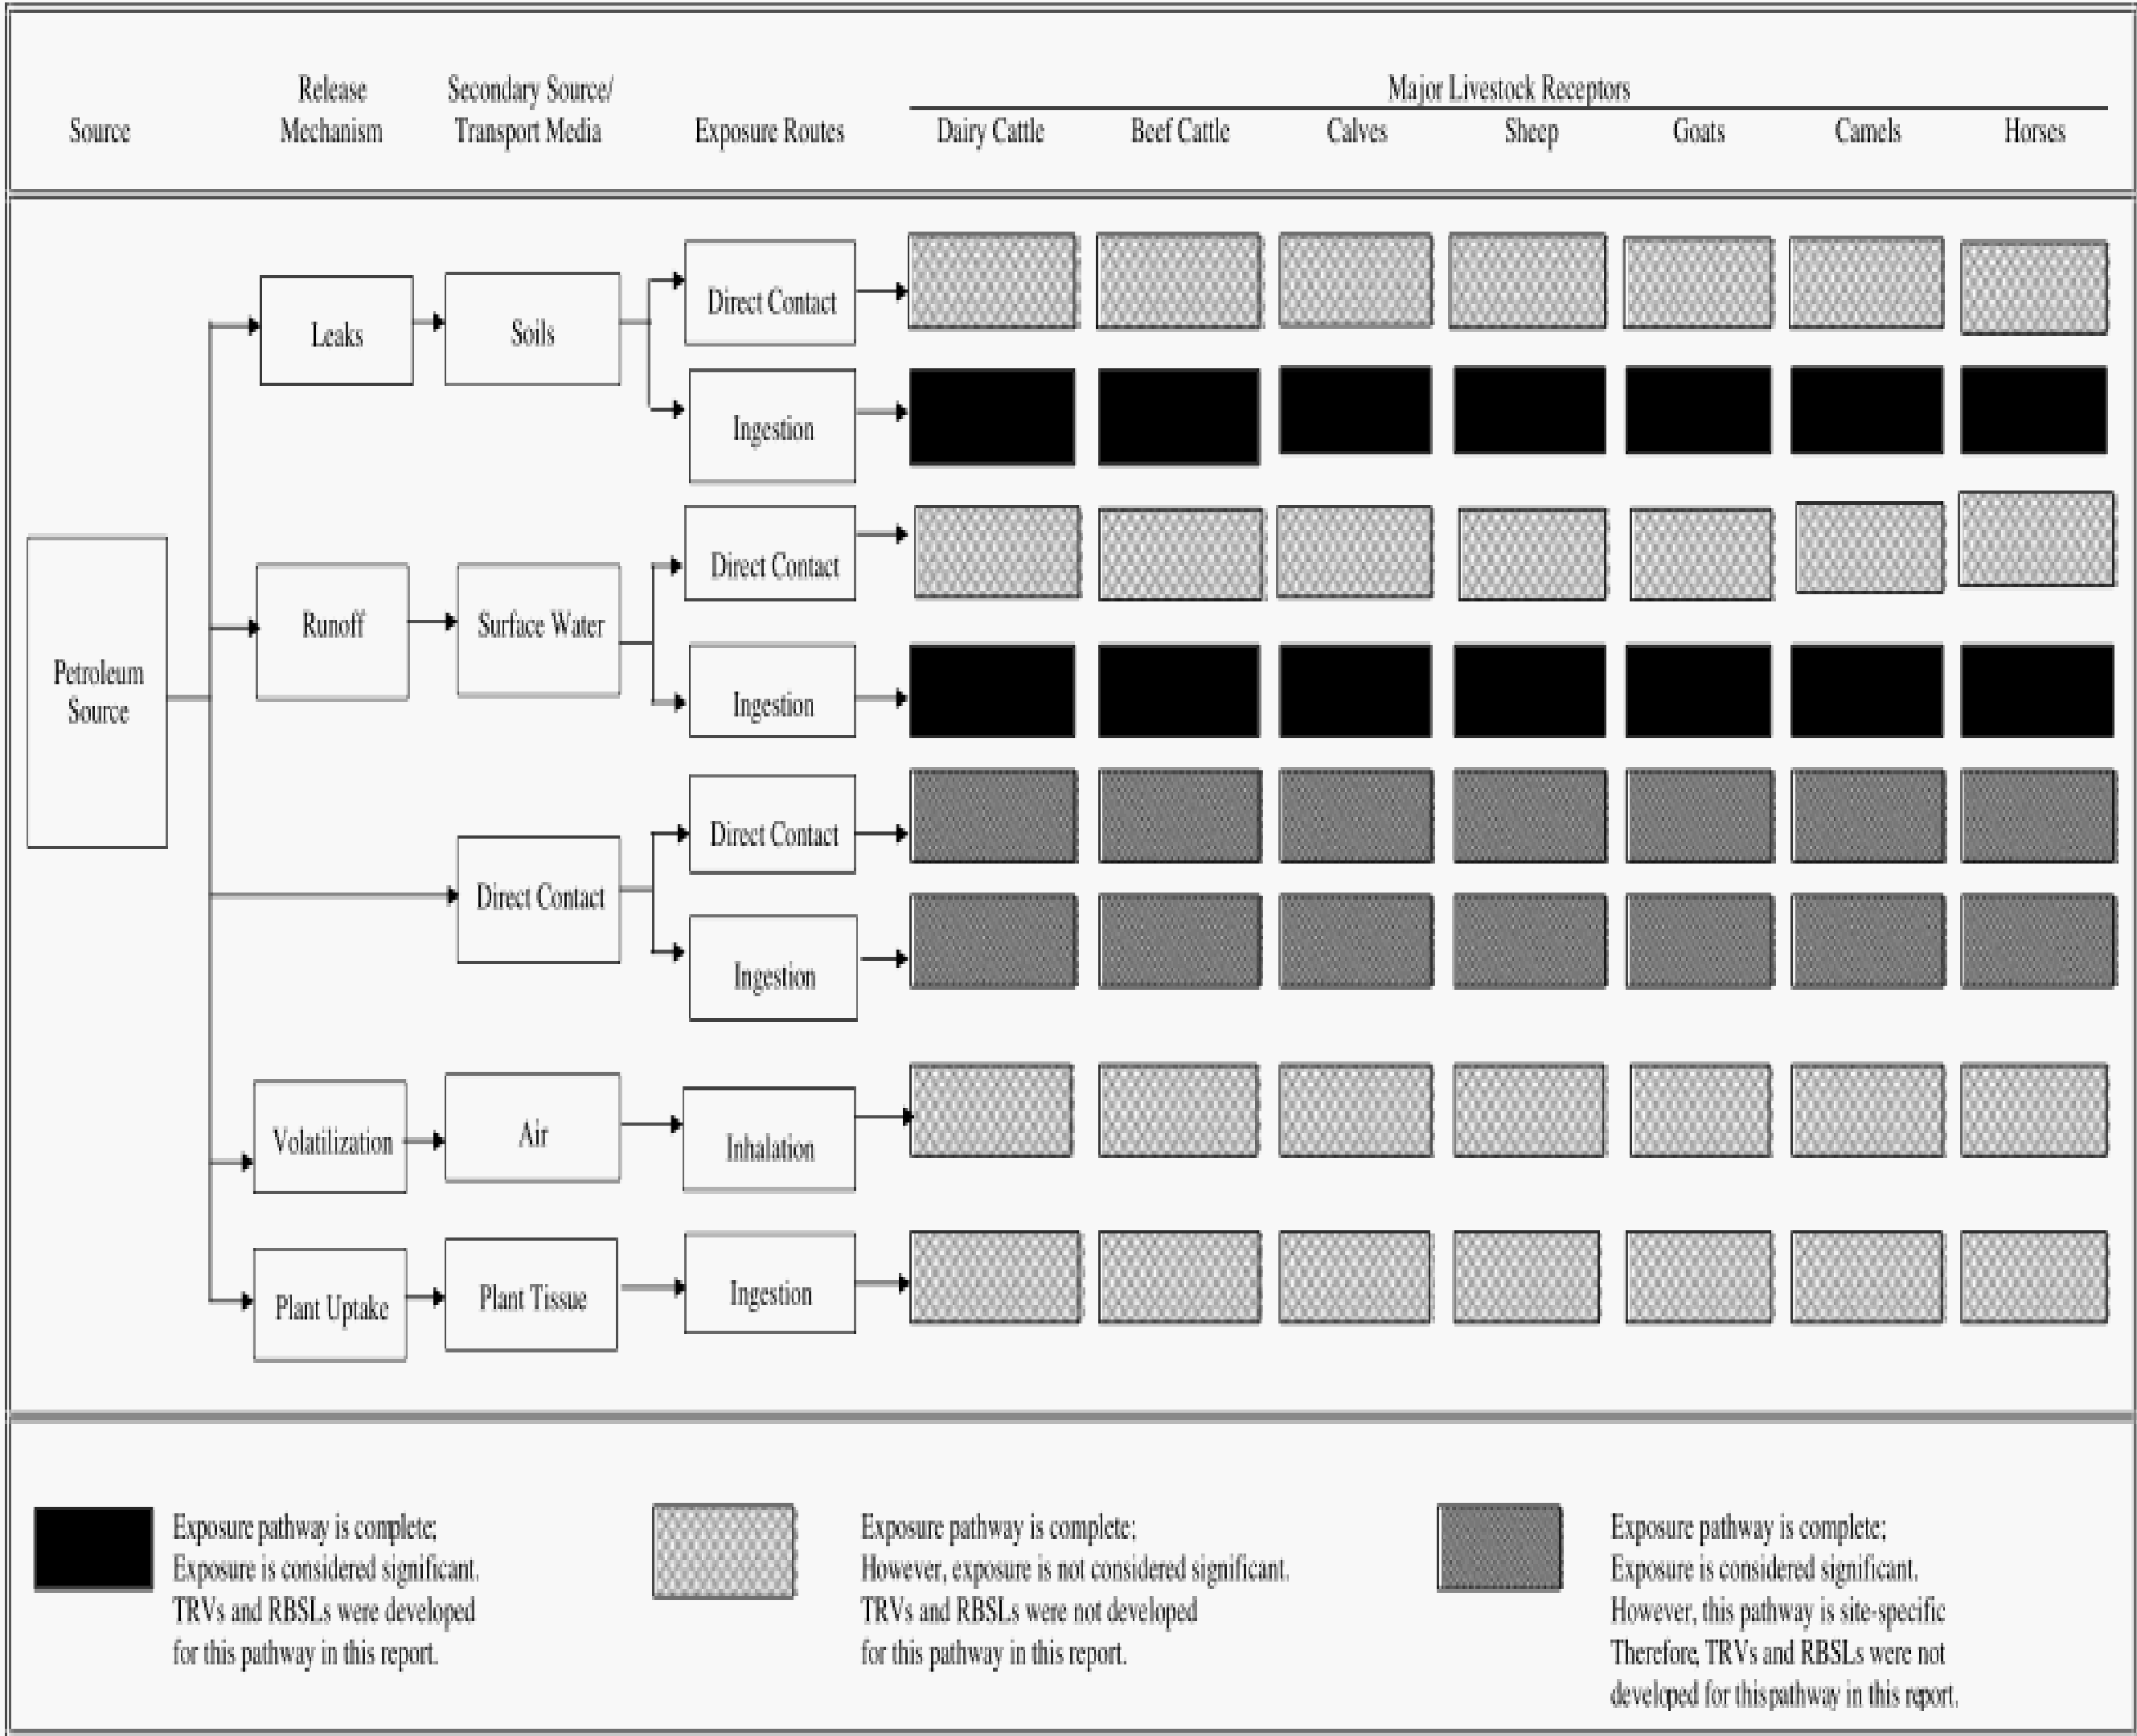 Major Livestock Receptors
Source
Release
Mechanism
Secondary Source/
Transport Media
Exposure Routes
Dairy Cattle
Beef Cattle
Calves
Sheep
Goats
Camels
Horses
Petroleum
Source
Leaks
Soils
Direct Contact
Ingestion
Runoff
Surface Water
Direct Contact
Ingestion
Direct Contact
Direct Contact
Ingestion
Volatilization
Air
Inhalation
Plant Uptake
Plant Tissue
Ingestion
Exposure pathway is complete;
Exposure is considered significant.
TRVs and RBSLs were developed
for this pathway in this report.
Exposure pathway is complete;
However, exposure is not considered significant.
TRVs and RBSLs were not developed
for this pathway in this report.
Exposure pathway is complete;
Exposure is considered significant.
However, this pathway is site-specific
Therefore, TRVs and RBSLs were not
developed for this pathway in this report.